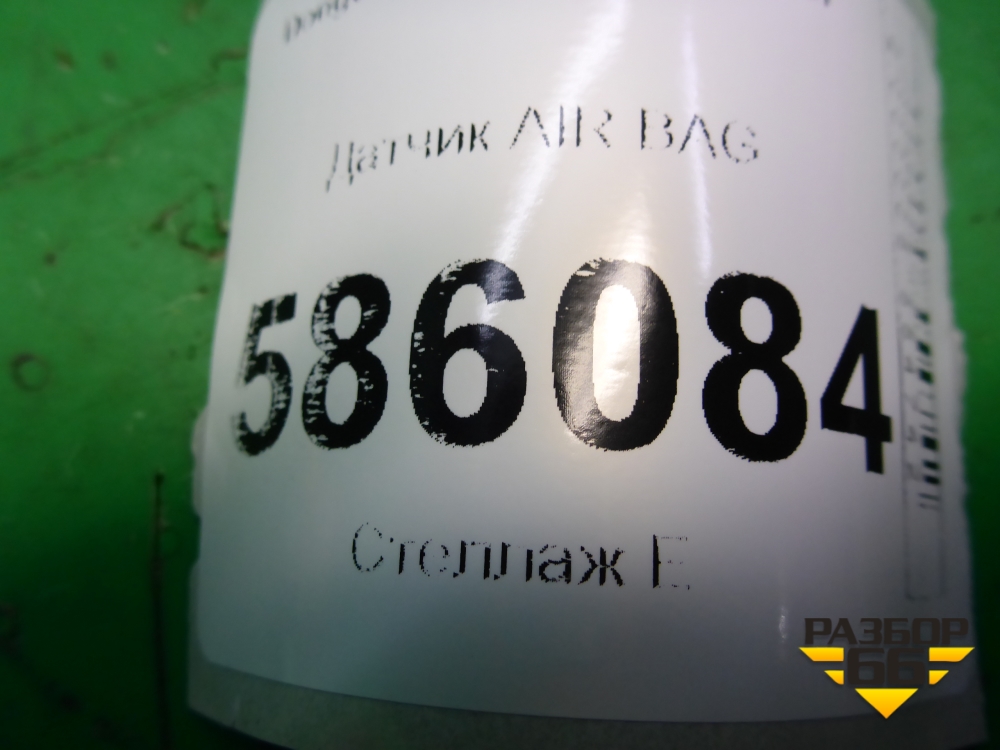 Датчик AIR BAG
586084
Стеллаж Е
РАЗБОР
66